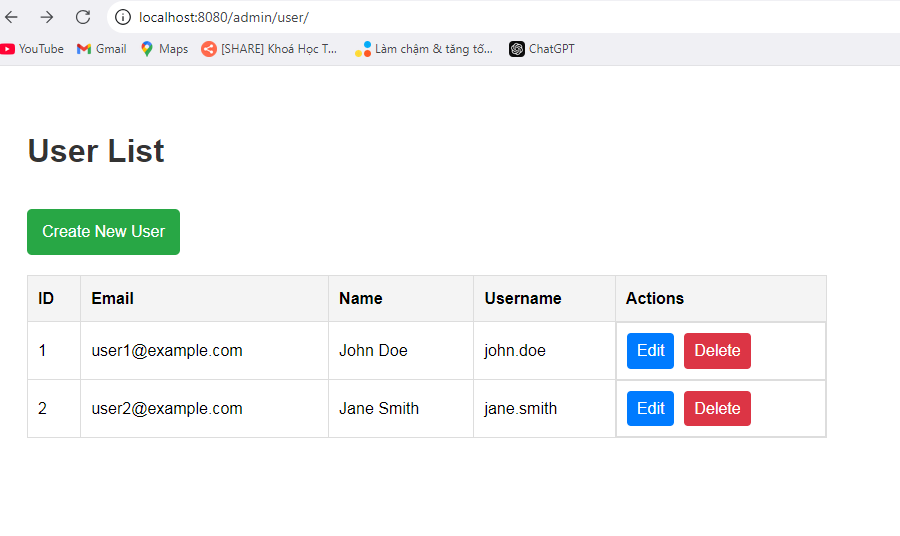 localhost:8080/admin/user/
YouTube Gmail Maps [SHARE] Khoá Học T... Làm chậm & tăng tố... ChatGPT
User List
Create New User
ID Email Name Username Actions
1 user1@example.com John Doe john.doe Edit Delete
2 user2@example.com Jane Smith jane.smith Edit Delete